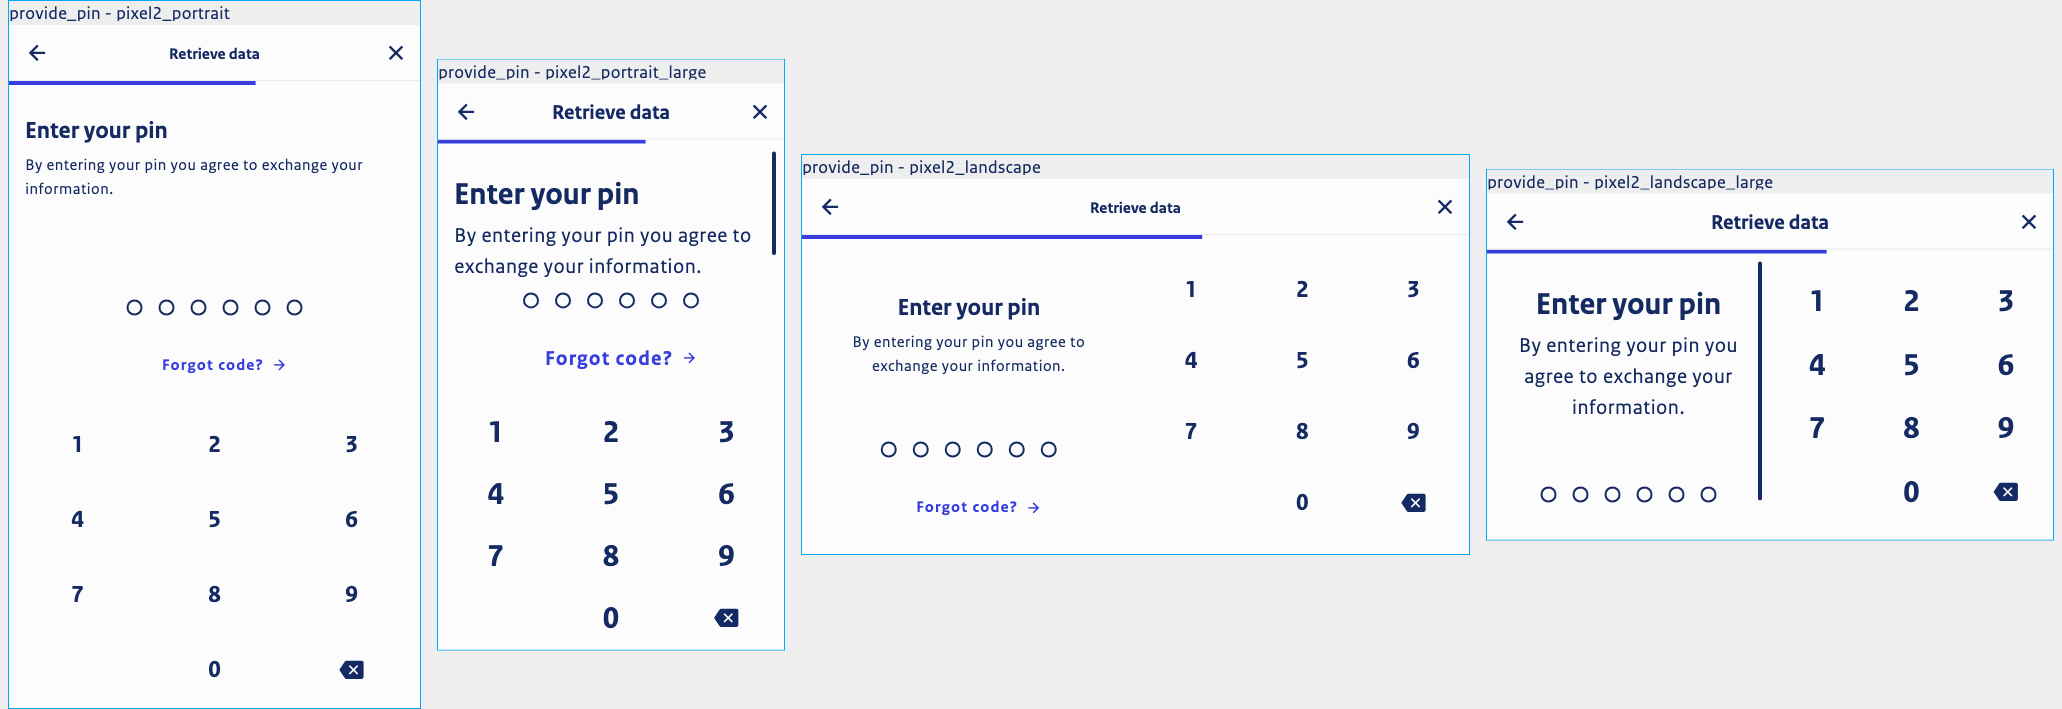 provide_pin - pixel2_portrait
Retrieve data
Enter your pin
By entering your pin you agree to exchange your
information.
Forgot code?
1 2 3
4 5 6
7 8 9
0
provide_pin - pixel2_portrait_large
Retrieve data
Enter your pin
By entering your pin you agree to
exchange your information.
Forgot code?
1 2 3
4 5 6
7 8 9
0
provide_pin - pixel2_landscape
Retrieve data
Enter your pin
By entering your pin you agree to
exchange your information.
Forgot code?
1 2 3
4 5 6
7 8 9
0
provide_pin - pixel2_landscape_large
Retrieve data
Enter your pin
By entering your pin you
agree to exchange your
information.
1 2 3
4 5 6
7 8 9
0